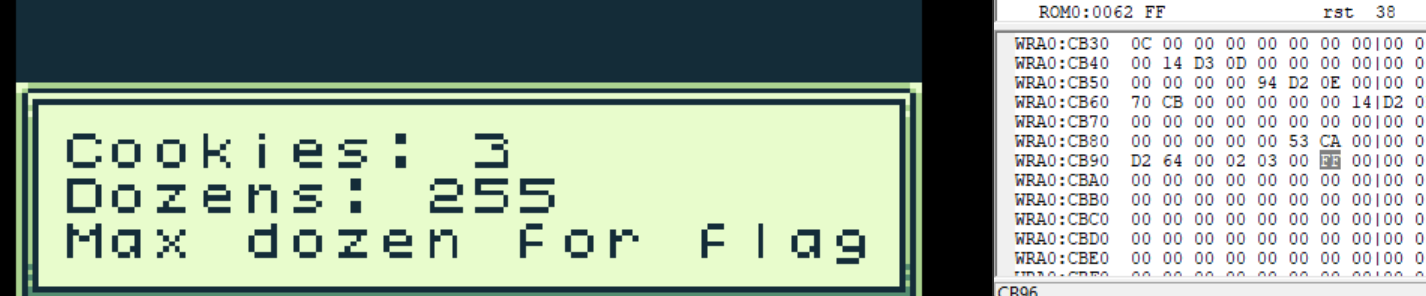 Cookies: 3
Dozens: 255
Max dozen for flag
ROM0:0062 FF rst 38
WRA0:CB30 0C 00 00 00 00 00 00 00|00 0
WRA0:CB40 00 14 D3 0D 00 00 00 00|00 0
WRA0:CB50 00 00 00 00 94 D2 0E 00|00 0
WRA0:CB60 70 CB 00 00 00 00 00 14|D2 0
WRA0:CB70 00 00 00 00 00 00 00 00|00 0
WRA0:CB80 00 00 00 00 00 53 CA 00|00 0
WRA0:CB90 D2 64 00 02 03 00 FF 00|00 0
WRA0:CBA0 00 00 00 00 00 00 00 00|00 0
WRA0:CBB0 00 00 00 00 00 00 00 00|00 0
WRA0:CBC0 00 00 00 00 00 00 00 00|00 0
WRA0:CBD0 00 00 00 00 00 00 00 00|00 0
WRA0:CBE0 00 00 00 00 00 00 00 00|00 0
CB96